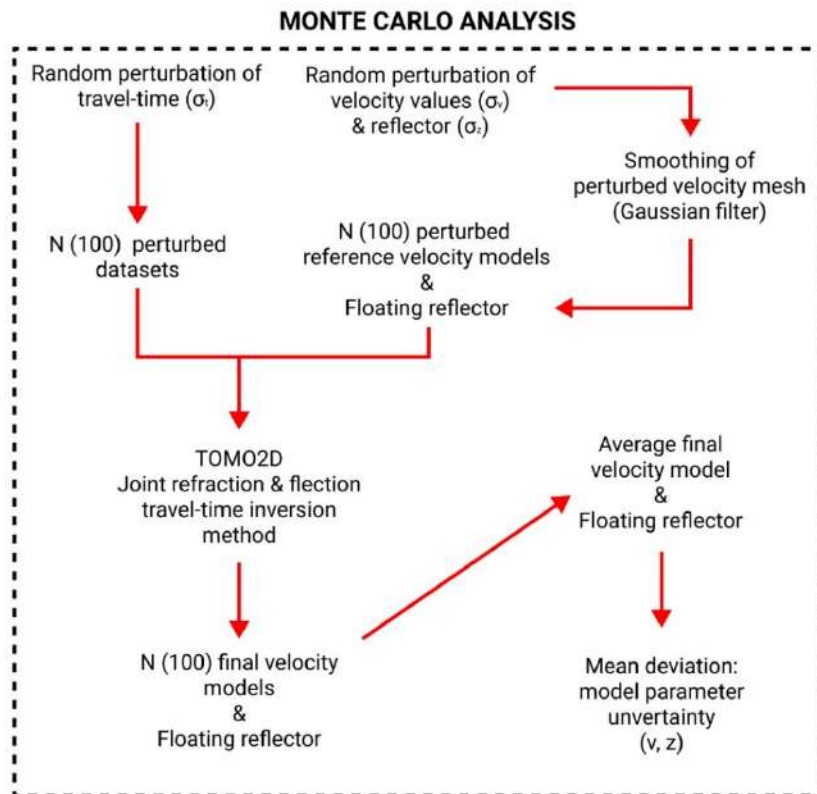 MONTE CARLO ANALYSIS
Random perturbation of
travel-time (σₜ)
Random perturbation of
velocity values (σᵥ)
& reflector (σ_z)
Smoothing of
perturbed velocity mesh
(Gaussian filter)
N (100) perturbed
datasets
N (100) perturbed
reference velocity models
&
Floating reflector
TOMO2D
Joint refraction & flection
travel-time inversion
method
Average final
velocity model
&
Floating reflector
N (100) final velocity
models
&
Floating reflector
Mean deviation:
model parameter
unvertainty
(v, z)